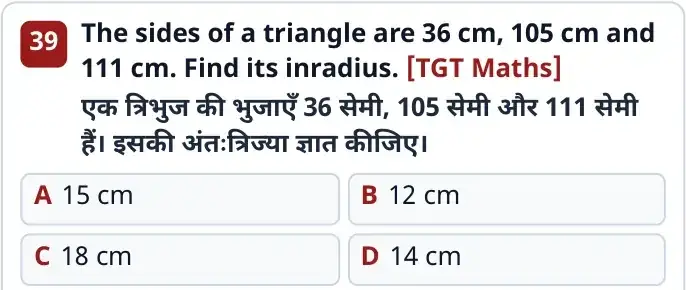 39 The sides of a triangle are 36 cm, 105 cm and
111 cm. Find its inradius. [TGT Maths]
एक त्रिभुज की भुजाएँ 36 सेमी, 105 सेमी और 111 सेमी
हैं। इसकी अंतःत्रिज्या ज्ञात कीजिए।
A 15 cm
B 12 cm
C 18 cm
D 14 cm